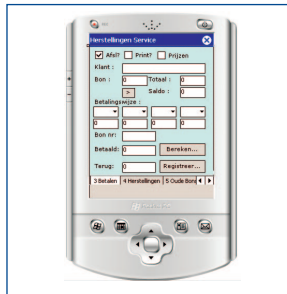 Herstellingen Service
Afsl? Print? Prijzen
Klant :
Bon : 0 Totaal : 0
> Saldo : 0
Betalingswijze :
0 0 0 0
Bon nr:
Betaald: 0 Bereken...
Terug: 0 Registreer...
3 Betalen 4 Herstellingen 5 Oude Bon